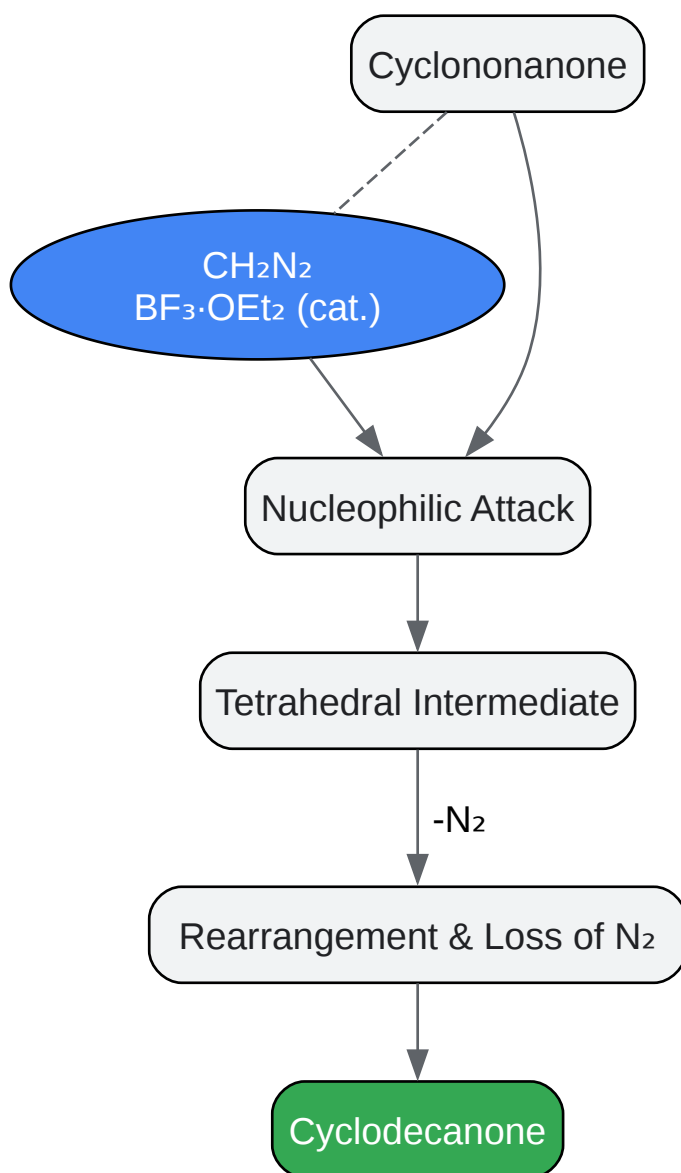 Cyclononanone
CH₂N₂
BF₃·OEt₂ (cat.)
Nucleophilic Attack
Tetrahedral Intermediate
-N₂
Rearrangement & Loss of N₂
Cyclodecanone